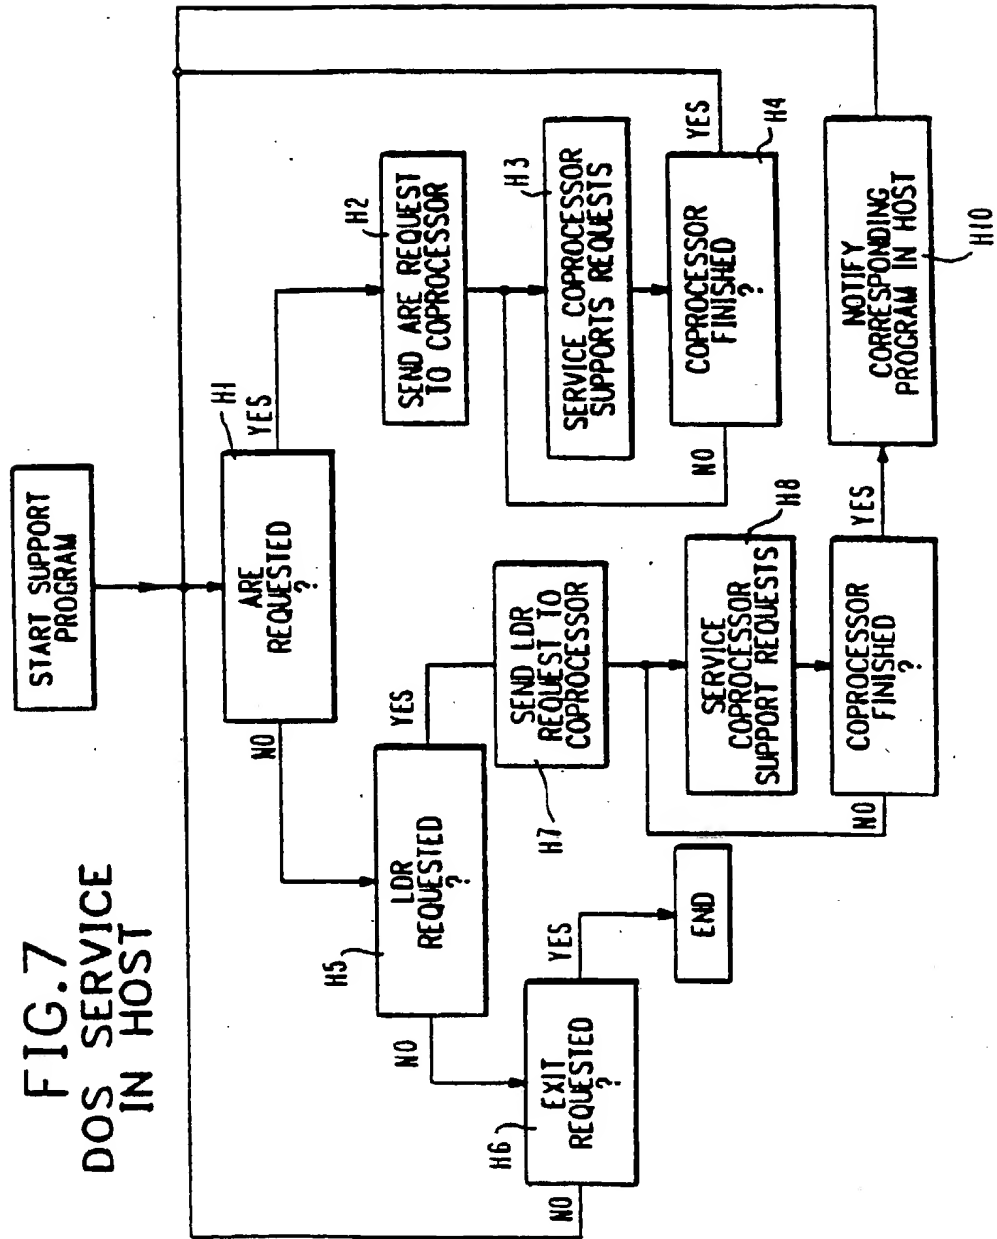 FIG.7
DOS SERVICE
IN HOST
START SUPPORT
PROGRAM
H1
ARE
REQUESTED
?
YES
NO
H2
SEND ARE REQUEST
TO COPROCESSOR
H3
SERVICE COPROCESSOR
SUPPORTS REQUESTS
COPROCESSOR
FINISHED
?
H4
YES
NO
H5
LDR
REQUESTED
?
YES
NO
H7
SEND LDR
REQUEST TO
COPROCESSOR
H8
SERVICE
COPROCESSOR
SUPPORT REQUESTS
COPROCESSOR
FINISHED
?
NO
YES
NOTIFY
CORRESPONDING
PROGRAM IN HOST
H10
H6
EXIT
REQUESTED
?
YES
NO
END